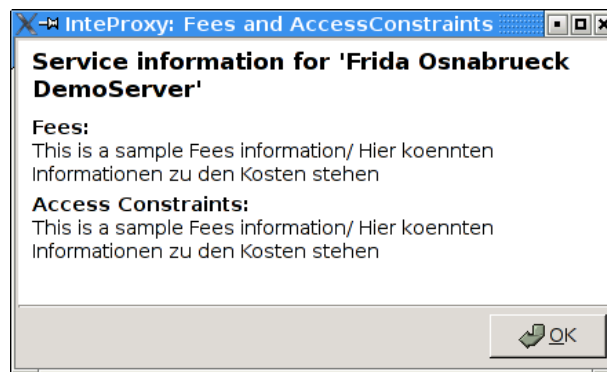 InteProxy: Fees and AccessConstraints
Service information for 'Frida Osnabrueck
DemoServer'
Fees:
This is a sample Fees information/ Hier koennten
Informationen zu den Kosten stehen
Access Constraints:
This is a sample Fees information/ Hier koennten
Informationen zu den Kosten stehen
OK